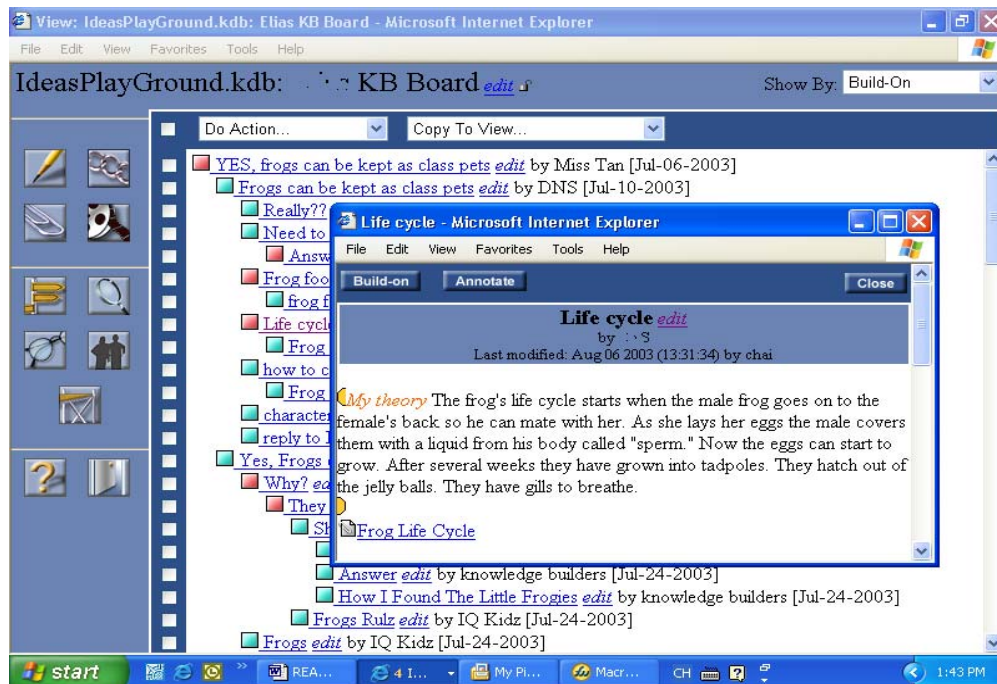 View: IdeasPlayGround.kdb: Elias KB Board - Microsoft Internet Explorer
File Edit View Favorites Tools Help
IdeasPlayGround.kdb: KB Board edit
Show By: Build-On
Do Action... Copy To View...
YES, frogs can be kept as class pets edit by Miss Tan [Jul-06-2003]
Frogs can be kept as class pets edit by DNS [Jul-10-2003]
Really??
Need to
Answ
Frog foo
frog f
Life cycl
Frog
how to c
Frog
character
reply to
Yes, Frogs
Why? ed
They
Sh
Answer edit by knowledge builders [Jul-24-2003]
How I Found The Little Frogies edit by knowledge builders [Jul-24-2003]
Frogs Rulz edit by IQ Kidz [Jul-24-2003]
Frogs edit by IQ Kidz [Jul-24-2003]
Life cycle - Microsoft Internet Explorer
File Edit View Favorites Tools Help
Build-on Annotate Close
Life cycle edit
by
Last modified: Aug 06 2003 (13:31:34) by chai
My theory The frog's life cycle starts when the male frog goes on to the
female's back so he can mate with her. As she lays her eggs the male covers
them with a liquid from his body called "sperm." Now the eggs can start to
grow. After several weeks they have grown into tadpoles. They hatch out of
the jelly balls. They have gills to breathe.
Frog Life Cycle
start REA... 4 I... My Pi... Macr... CH 1:43 PM